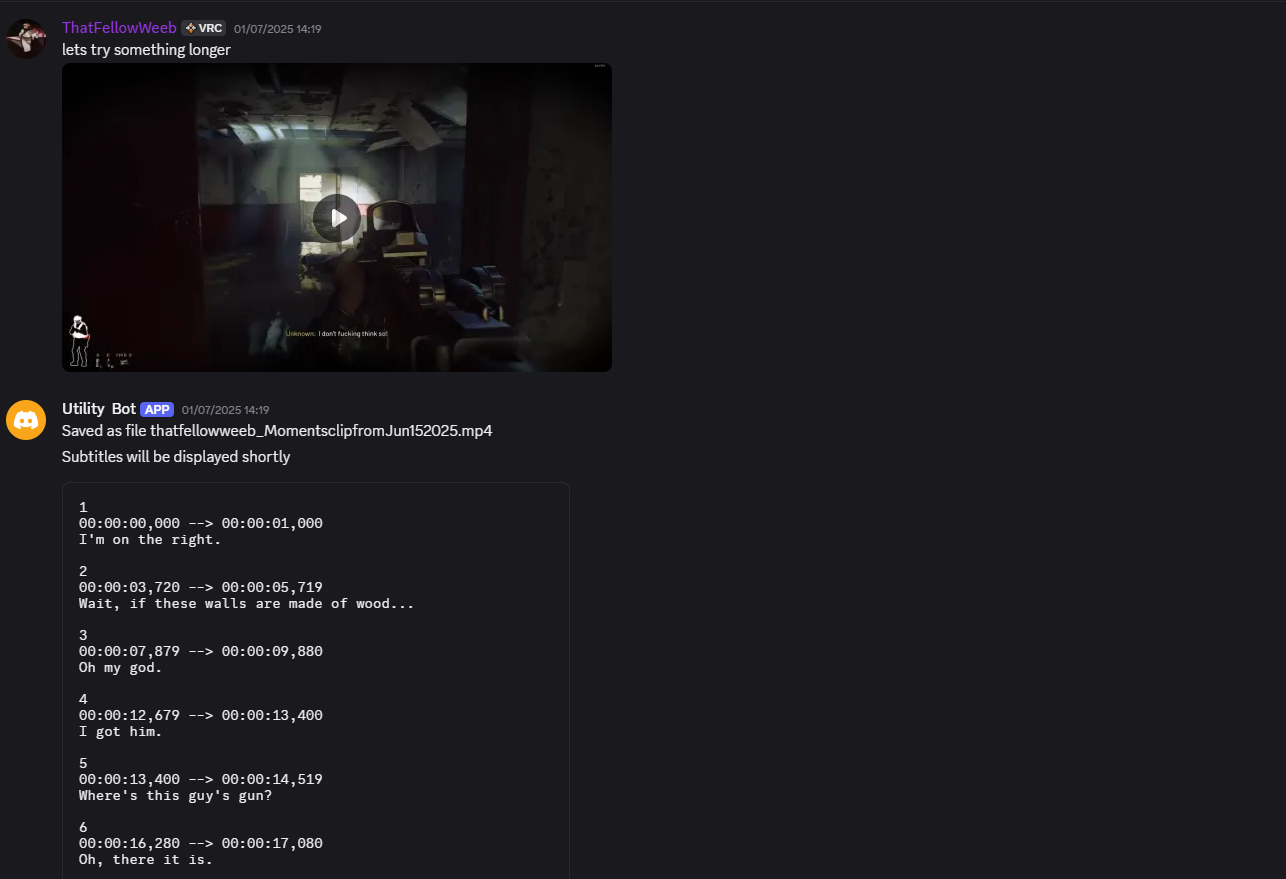 ThatFellowWeeb VRC 01/07/2025 14:19
lets try something longer
Unknown: I don't fucking think so!
Utility Bot APP 01/07/2025 14:19
Saved as file thatfellowweeb_MomentsclipfromJun152025.mp4
Subtitles will be displayed shortly
1
00:00:00,000 --> 00:00:01,000
I'm on the right.
2
00:00:03,720 --> 00:00:05,719
Wait, if these walls are made of wood...
3
00:00:07,879 --> 00:00:09,880
Oh my god.
4
00:00:12,679 --> 00:00:13,400
I got him.
5
00:00:13,400 --> 00:00:14,519
Where's this guy's gun?
6
00:00:16,280 --> 00:00:17,080
Oh, there it is.